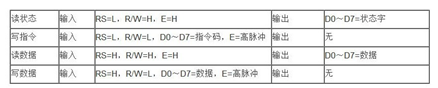 读状态 输入 RS=L，R/W=H，E=H 输出 D0～D7=状态字
写指令 输入 RS=L，R/W=L，D0～D7=指令码，E=高脉冲 输出 无
读数据 输入 RS=H，R/W=H，E=H 输出 D0～D7=数据
写数据 输入 RS=H，R/W=L，D0～D7=数据，E=高脉冲 输出 无